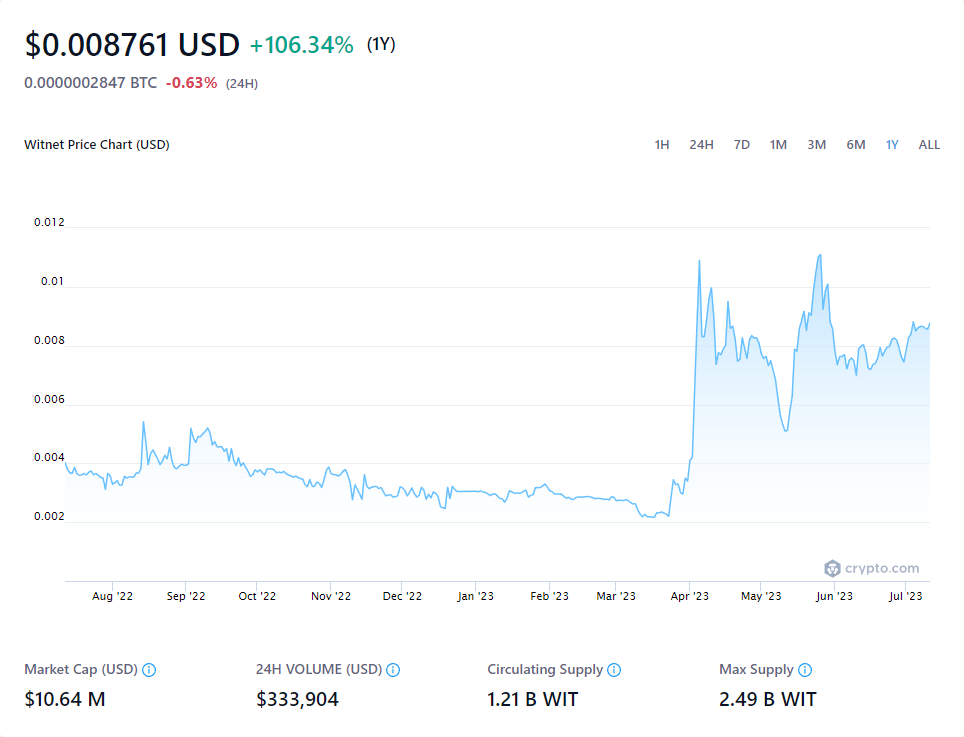 $0.008761 USD +106.34% (1Y)
0.0000002847 BTC -0.63% (24H)
Witnet Price Chart (USD) 1H 24H 7D 1M 3M 6M 1Y ALL
0.012
0.01
0.008
0.006
0.004
0.002
crypto.com
Aug '22 Sep '22 Oct '22 Nov '22 Dec '22 Jan '23 Feb '23 Mar '23 Apr '23 May '23 Jun '23 Jul '23
Market Cap (USD) 24H VOLUME (USD) Circulating Supply Max Supply
$10.64 M $333,904 1.21 B WIT 2.49 B WIT